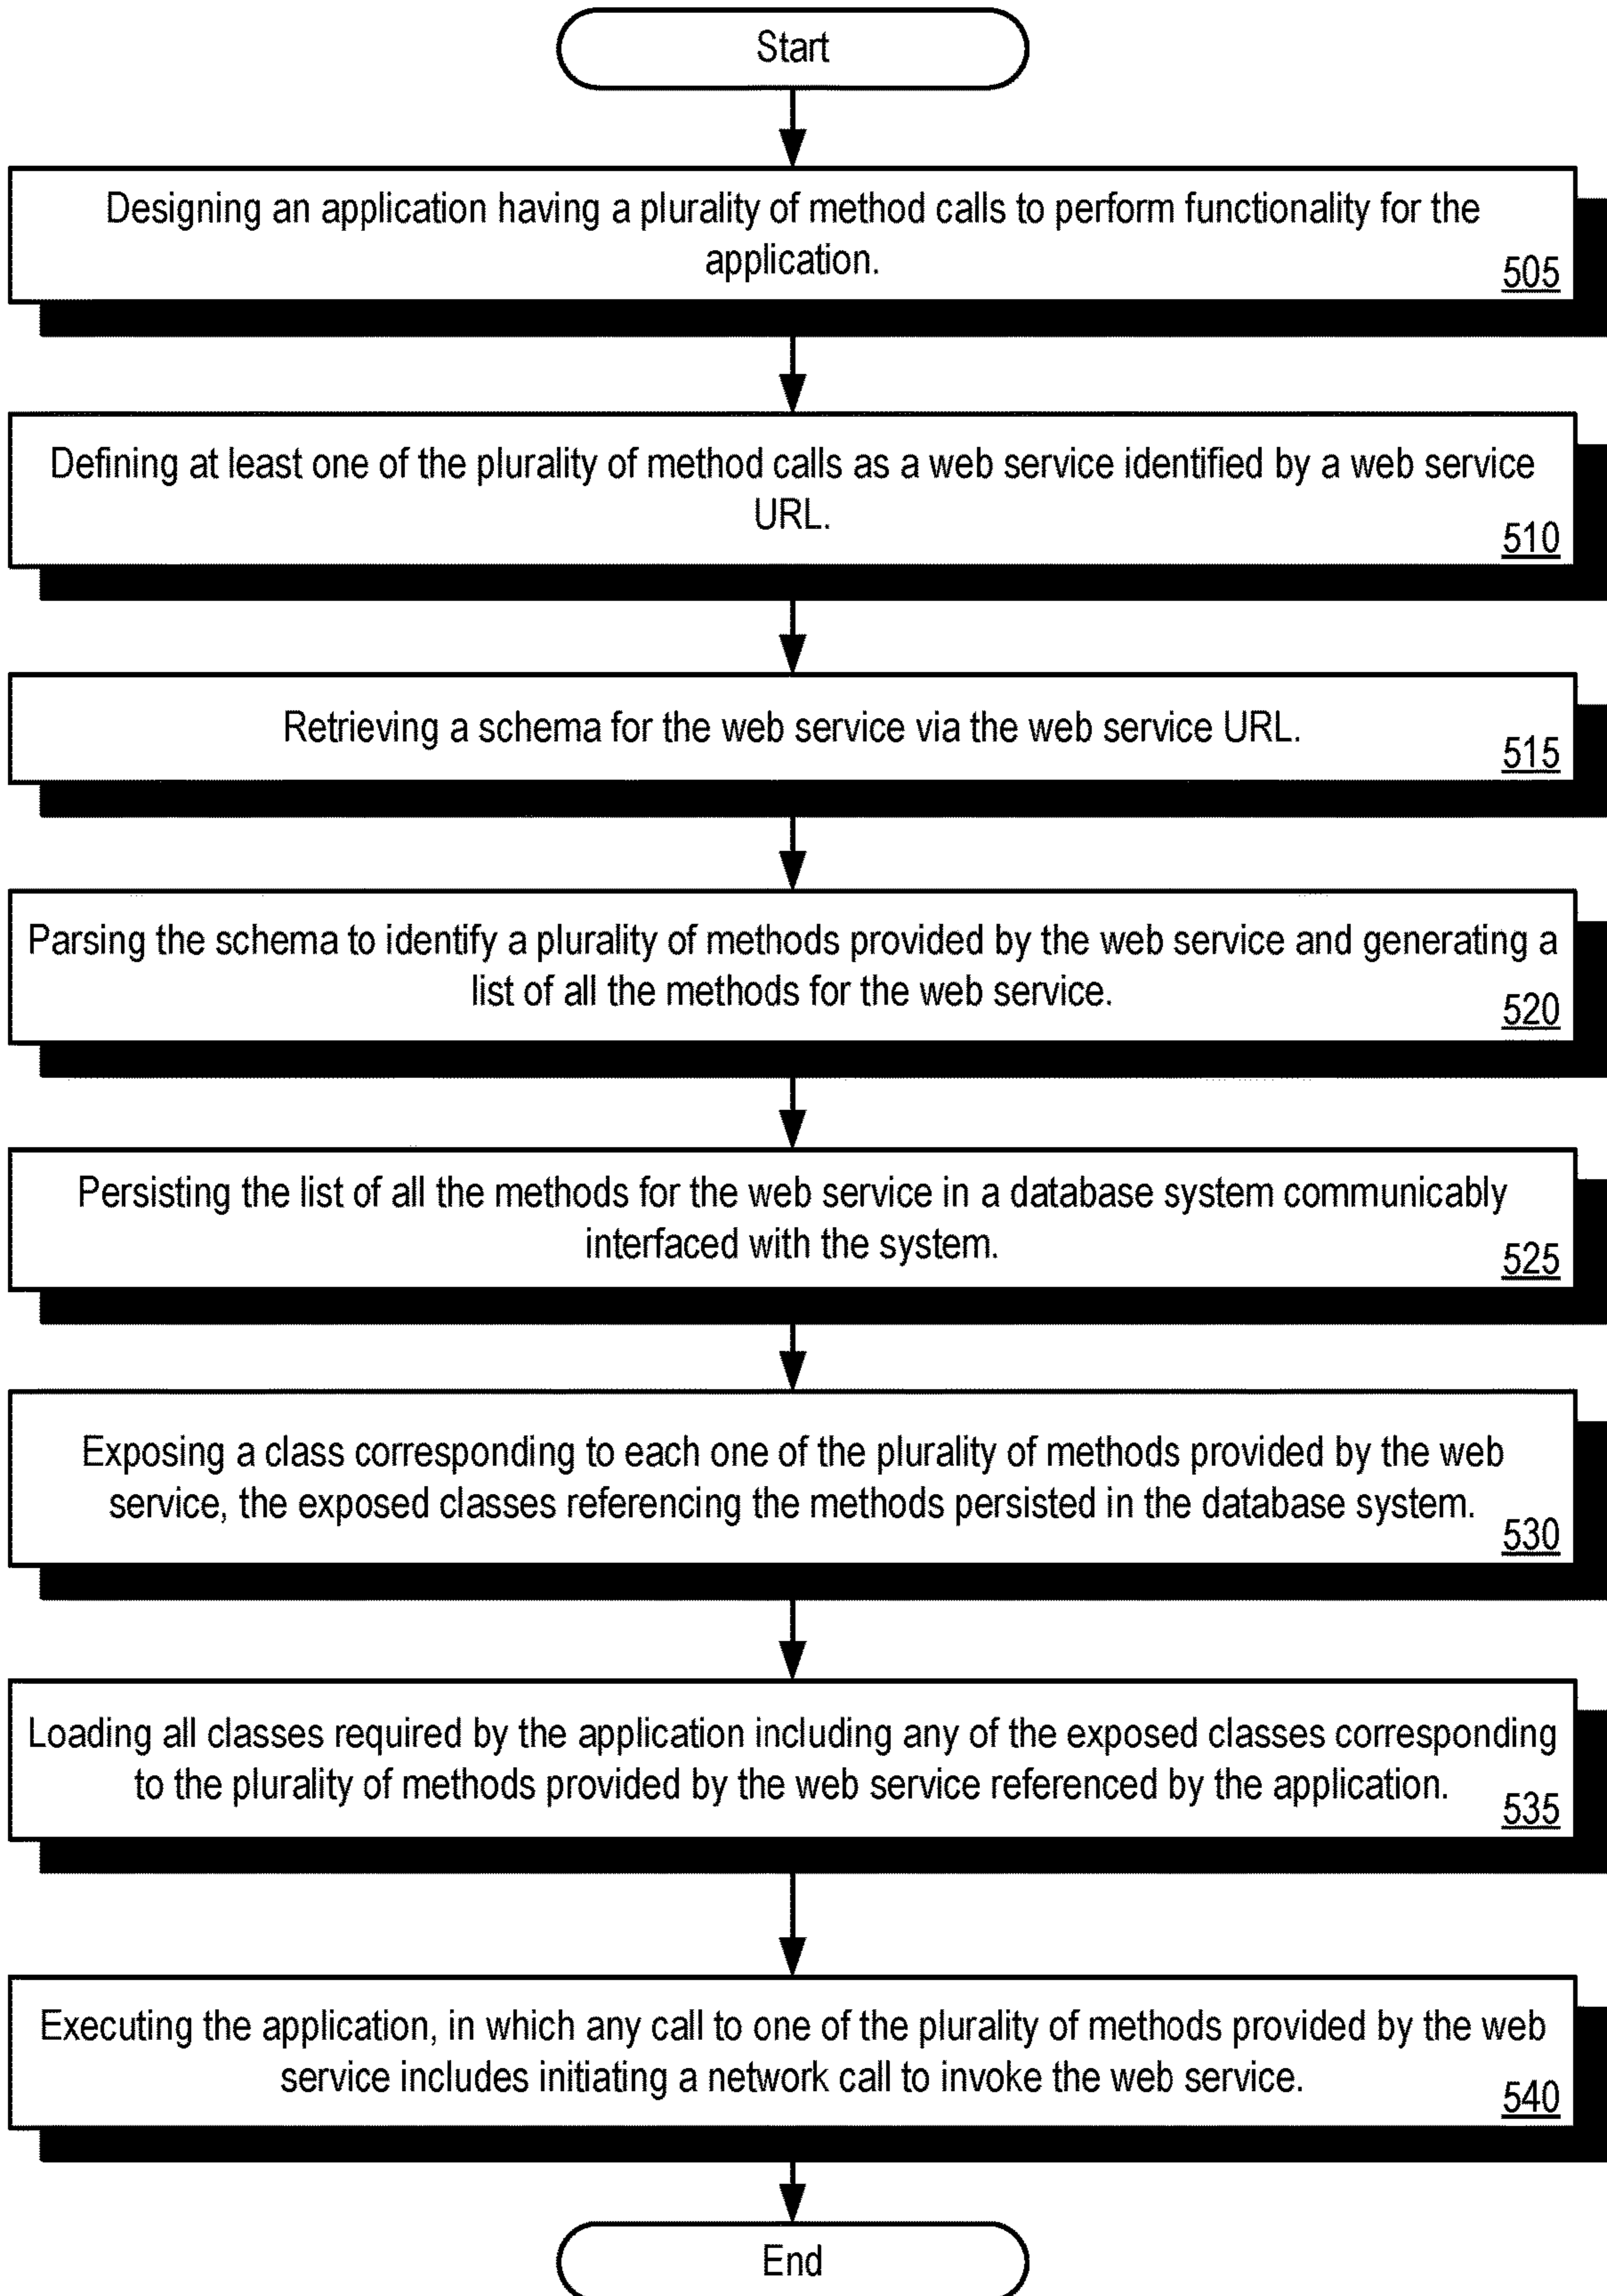 Start
Designing an application having a plurality of method calls to perform functionality for the
application.
505
Defining at least one of the plurality of method calls as a web service identified by a web service
URL.
510
Retrieving a schema for the web service via the web service URL.
515
Parsing the schema to identify a plurality of methods provided by the web service and generating a
list of all the methods for the web service.
520
Persisting the list of all the methods for the web service in a database system communicably
interfaced with the system.
525
Exposing a class corresponding to each one of the plurality of methods provided by the web
service, the exposed classes referencing the methods persisted in the database system.
530
Loading all classes required by the application including any of the exposed classes corresponding
to the plurality of methods provided by the web service referenced by the application.
535
Executing the application, in which any call to one of the plurality of methods provided by the web
service includes initiating a network call to invoke the web service.
540
End